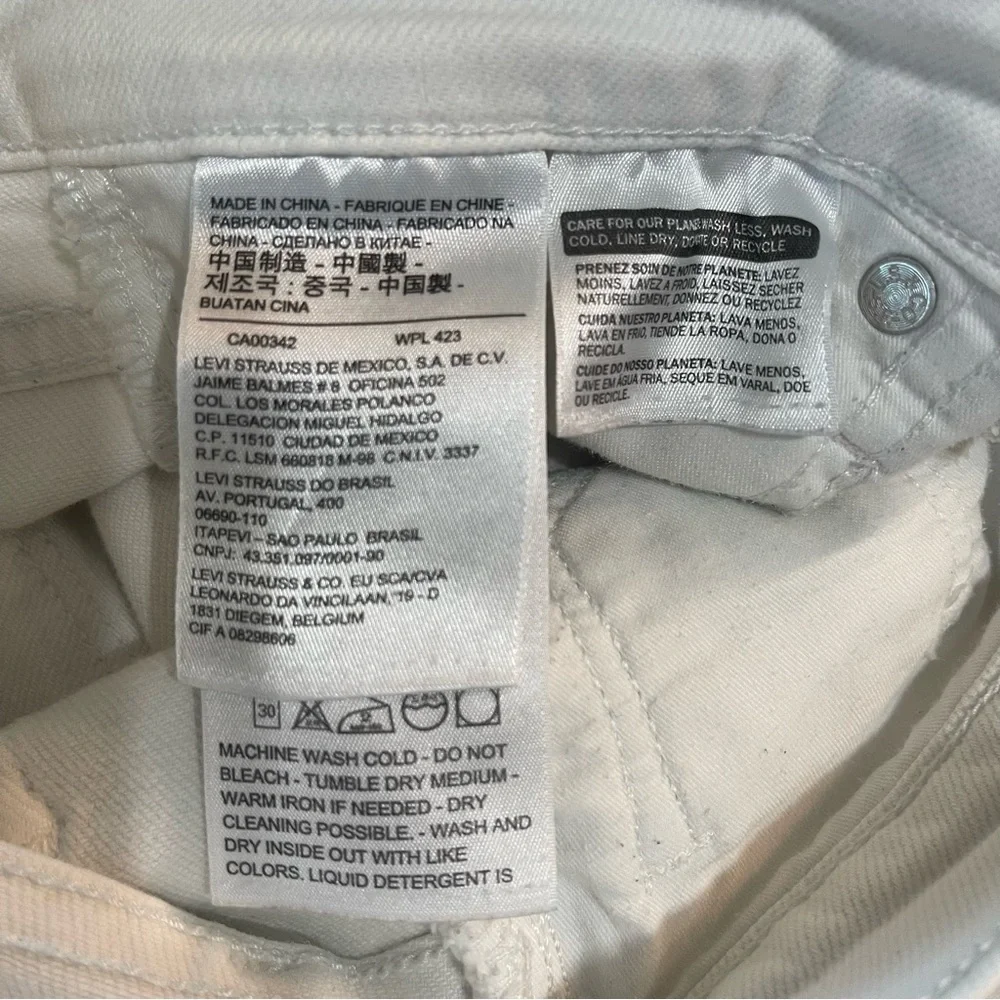 MADE IN CHINA - FABRIQUE EN CHINE -
FABRICADO EN CHINA - FABRICADO NA
CHINA - СДЕЛАНО В КИТАЕ -
中国制造 - 中國製 -
제조국 : 중국 - 中国製 -
BUATAN CINA
CA00342 WPL 423
LEVI STRAUSS DE MEXICO, S.A. DE C.V.
JAIME BALMES # 8 OFICINA 502
COL. LOS MORALES POLANCO
DELEGACION MIGUEL HIDALGO
C.P. 11510 CIUDAD DE MEXICO
R.F.C. LSM 660818 M-98 C.N.I.V. 3337
LEVI STRAUSS DO BRASIL
AV. PORTUGAL, 400
06690-110
ITAPEVI - SAO PAULO BRASIL
CNPJ: 43.351.097/0001-90
LEVI STRAUSS & CO. EU SCA/CVA
LEONARDO DA VINCILAAN, 19 - D
1831 DIEGEM, BELGIUM
CIF A 08298606
30
MACHINE WASH COLD - DO NOT
BLEACH - TUMBLE DRY MEDIUM -
WARM IRON IF NEEDED - DRY
CLEANING POSSIBLE. - WASH AND
DRY INSIDE OUT WITH LIKE
COLORS. LIQUID DETERGENT IS
CARE FOR OUR PLANE WASH LESS, WASH
COLD, LINE DRY, DONATE OR RECYCLE
PRENEZ SOIN DE NOTRE PLANETE: LAVEZ
MOINS, LAVEZ A FROID, LAISSEZ SECHER
NATURELLEMENT, DONNEZ OU RECYCLEZ
CUIDA NUESTRO PLANETA: LAVA MENOS,
LAVA EN FRIO, TIENDE LA ROPA, DONA O
RECICLA.
CUIDE DO NOSSO PLANETA: LAVE MENOS,
LAVE EM ÁGUA FRIA, SEQUE EM VARAL, DOE
OU RECICLE.